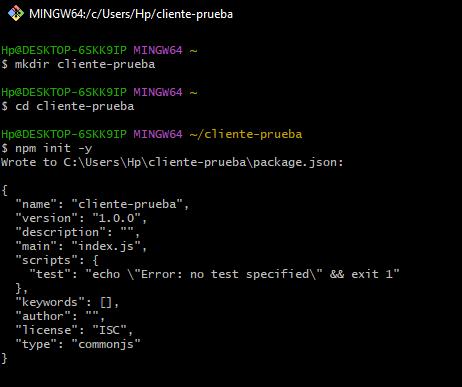 MINGW64:/c/Users/Hp/cliente-prueba
Hp@DESKTOP-6SKK9IP MINGW64 ~
$ mkdir cliente-prueba
Hp@DESKTOP-6SKK9IP MINGW64 ~
$ cd cliente-prueba
Hp@DESKTOP-6SKK9IP MINGW64 ~/cliente-prueba
$ npm init -y
Wrote to C:\Users\Hp\cliente-prueba\package.json:
{
  "name": "cliente-prueba",
  "version": "1.0.0",
  "description": "",
  "main": "index.js",
  "scripts": {
    "test": "echo \"Error: no test specified\" && exit 1"
  },
  "keywords": [],
  "author": "",
  "license": "ISC",
  "type": "commonjs"
}